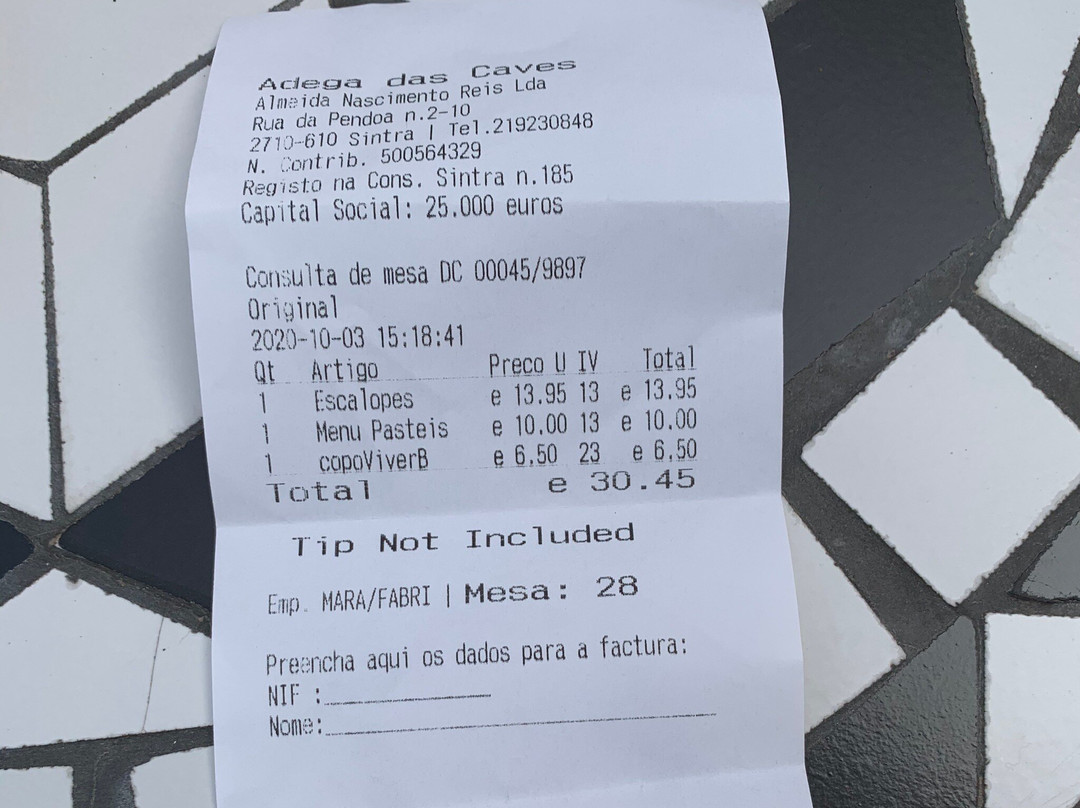 Adega das Caves
Almeida Nascimento Reis Lda
Rua da Pendoa n.2-10
2710-610 Sintra | Tel.219230848
N. Contrib. 500564329
Registo na Cons. Sintra n.185
Capital Social: 25.000 euros
Consulta de mesa DC 00045/9897
Original
2020-10-03 15:18:41
Qt Artigo Preco U IV Total
1 Escalopes e 13.95 13 e 13.95
1 Menu Pasteis e 10.00 13 e 10.00
1 copoViverB e 6.50 23 e 6.50
Total e 30.45
Tip Not Included
Emp. MARA/FABRI | Mesa: 28
Preencha aqui os dados para a factura:
NIF :
Nome: